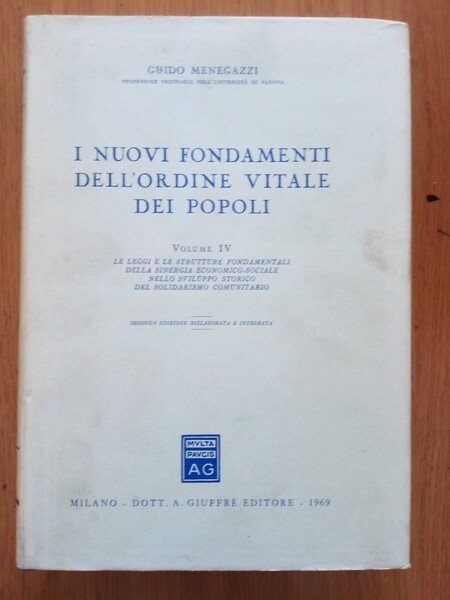 GUIDO MENEGAZZI
PROFESSORE ORDINARIO NELL'UNIVERSITÀ DI PADOVA
I NUOVI FONDAMENTI
DELL'ORDINE VITALE
DEI POPOLI
VOLUME IV
LE LEGGI E LE STRUTTURE FONDAMENTALI
DELLA SINERGIA ECONOMICO-SOCIALE
NELLO SVILUPPO STORICO
DEL SOLIDARISMO COMUNITARIO
SECONDA EDIZIONE RIELABORATA E INTEGRATA
MVLTA
PAVCIS
AG
MILANO - DOTT. A. GIUFFRÈ EDITORE - 1969